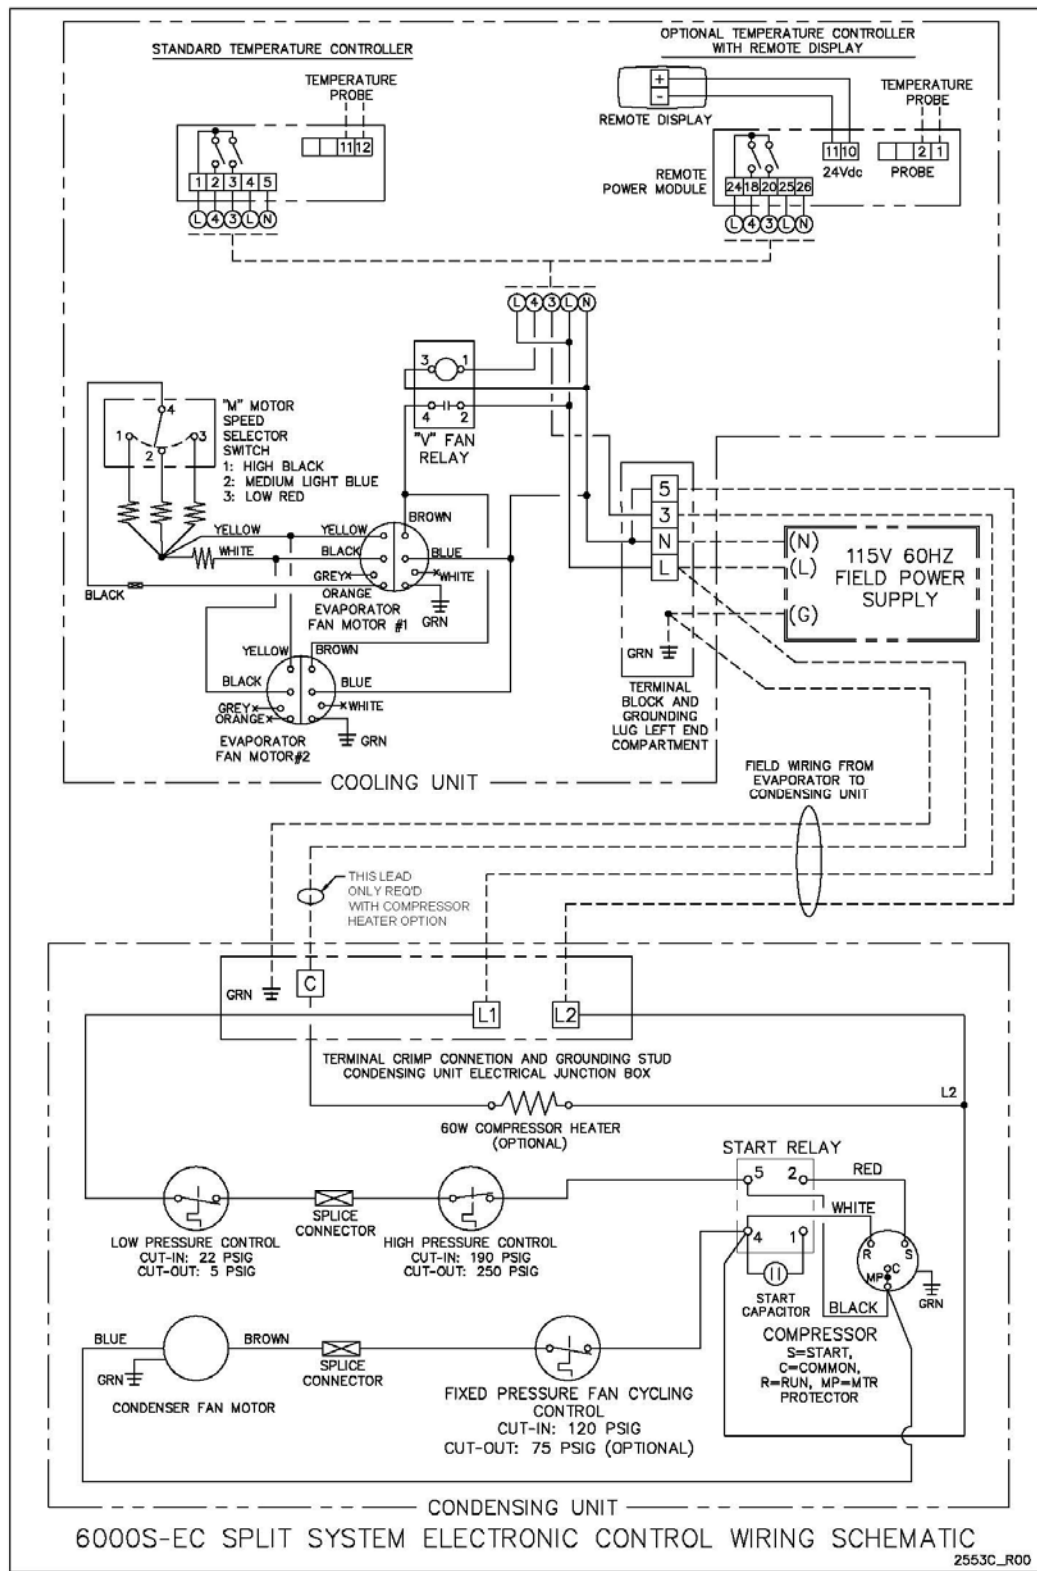 STANDARD TEMPERATURE CONTROLLER
TEMPERATURE
PROBE
11 12
1 2 3 4 5
L 4 3 L N
OPTIONAL TEMPERATURE CONTROLLER
WITH REMOTE DISPLAY
+
-
REMOTE DISPLAY
TEMPERATURE
PROBE
11 10
24Vdc
2 1
PROBE
REMOTE
POWER MODULE
24 18 20 25 26
L 4 3 L N
L 4 3 L N
3 1
4 2
"V" FAN
RELAY
4
1
3
2
"M" MOTOR
SPEED
SELECTOR
SWITCH
1: HIGH BLACK
2: MEDIUM LIGHT BLUE
3: LOW RED
YELLOW
YELLOW
BROWN
WHITE
BLACK
BLUE
GREY
WHITE
BLACK
ORANGE
EVAPORATOR
FAN MOTOR #1
GRN
YELLOW
BROWN
BLACK
BLUE
GREY
WHITE
ORANGE
EVAPORATOR
FAN MOTOR#2
GRN
5
3
N
L
GRN
TERMINAL
BLOCK AND
GROUNDING
LUG LEFT END
COMPARTMENT
(N)
(L)
(G)
115V 60HZ
FIELD POWER
SUPPLY
COOLING UNIT
FIELD WIRING FROM
EVAPORATOR TO
CONDENSING UNIT
THIS LEAD
ONLY REQ'D
WITH COMPRESSOR
HEATER OPTION
GRN
C
L1
L2
TERMINAL CRIMP CONNETION AND GROUNDING STUD
CONDENSING UNIT ELECTRICAL JUNCTION BOX
L2
60W COMPRESSOR HEATER
(OPTIONAL)
START RELAY
5 2
RED
WHITE
4 1
START
CAPACITOR
BLACK
R S
C
MP
GRN
COMPRESSOR
S=START,
C=COMMON,
R=RUN, MP=MTR
PROTECTOR
LOW PRESSURE CONTROL
CUT-IN: 22 PSIG
CUT-OUT: 5 PSIG
SPLICE
CONNECTOR
HIGH PRESSURE CONTROL
CUT-IN: 190 PSIG
CUT-OUT: 250 PSIG
BLUE
BROWN
GRN
CONDENSER FAN MOTOR
SPLICE
CONNECTOR
FIXED PRESSURE FAN CYCLING
CONTROL
CUT-IN: 120 PSIG
CUT-OUT: 75 PSIG (OPTIONAL)
CONDENSING UNIT
6000S-EC SPLIT SYSTEM ELECTRONIC CONTROL WIRING SCHEMATIC
2553C_R00